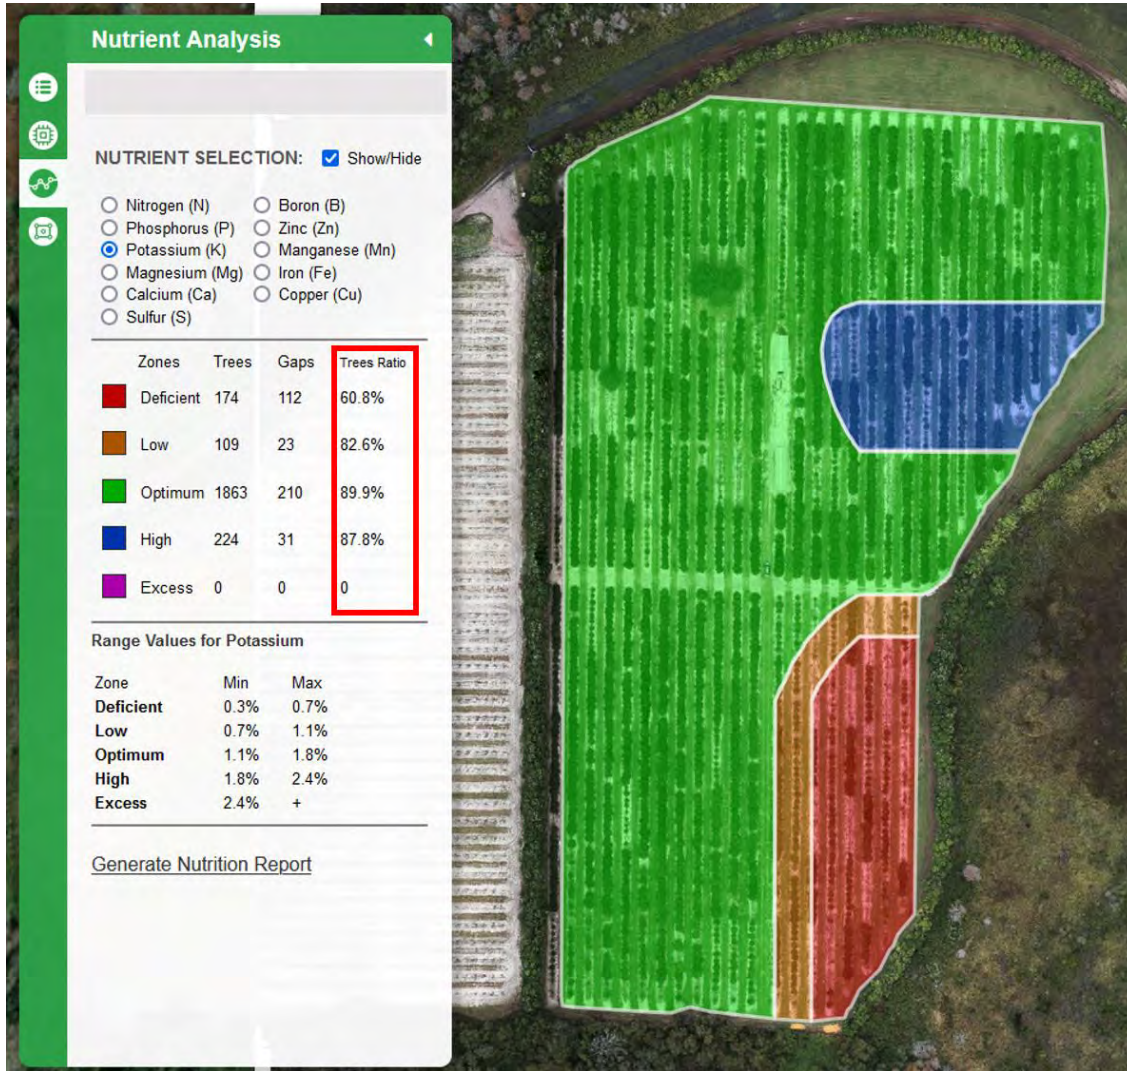 Nutrient Analysis
NUTRIENT SELECTION: Show/Hide
Nitrogen (N) Boron (B)
Phosphorus (P) Zinc (Zn)
Potassium (K) Manganese (Mn)
Magnesium (Mg) Iron (Fe)
Calcium (Ca) Copper (Cu)
Sulfur (S)
Zones Trees Gaps Trees Ratio
Deficient 174 112 60.8%
Low 109 23 82.6%
Optimum 1863 210 89.9%
High 224 31 87.8%
Excess 0 0 0
Range Values for Potassium
Zone Min Max
Deficient 0.3% 0.7%
Low 0.7% 1.1%
Optimum 1.1% 1.8%
High 1.8% 2.4%
Excess 2.4% +
Generate Nutrition Report